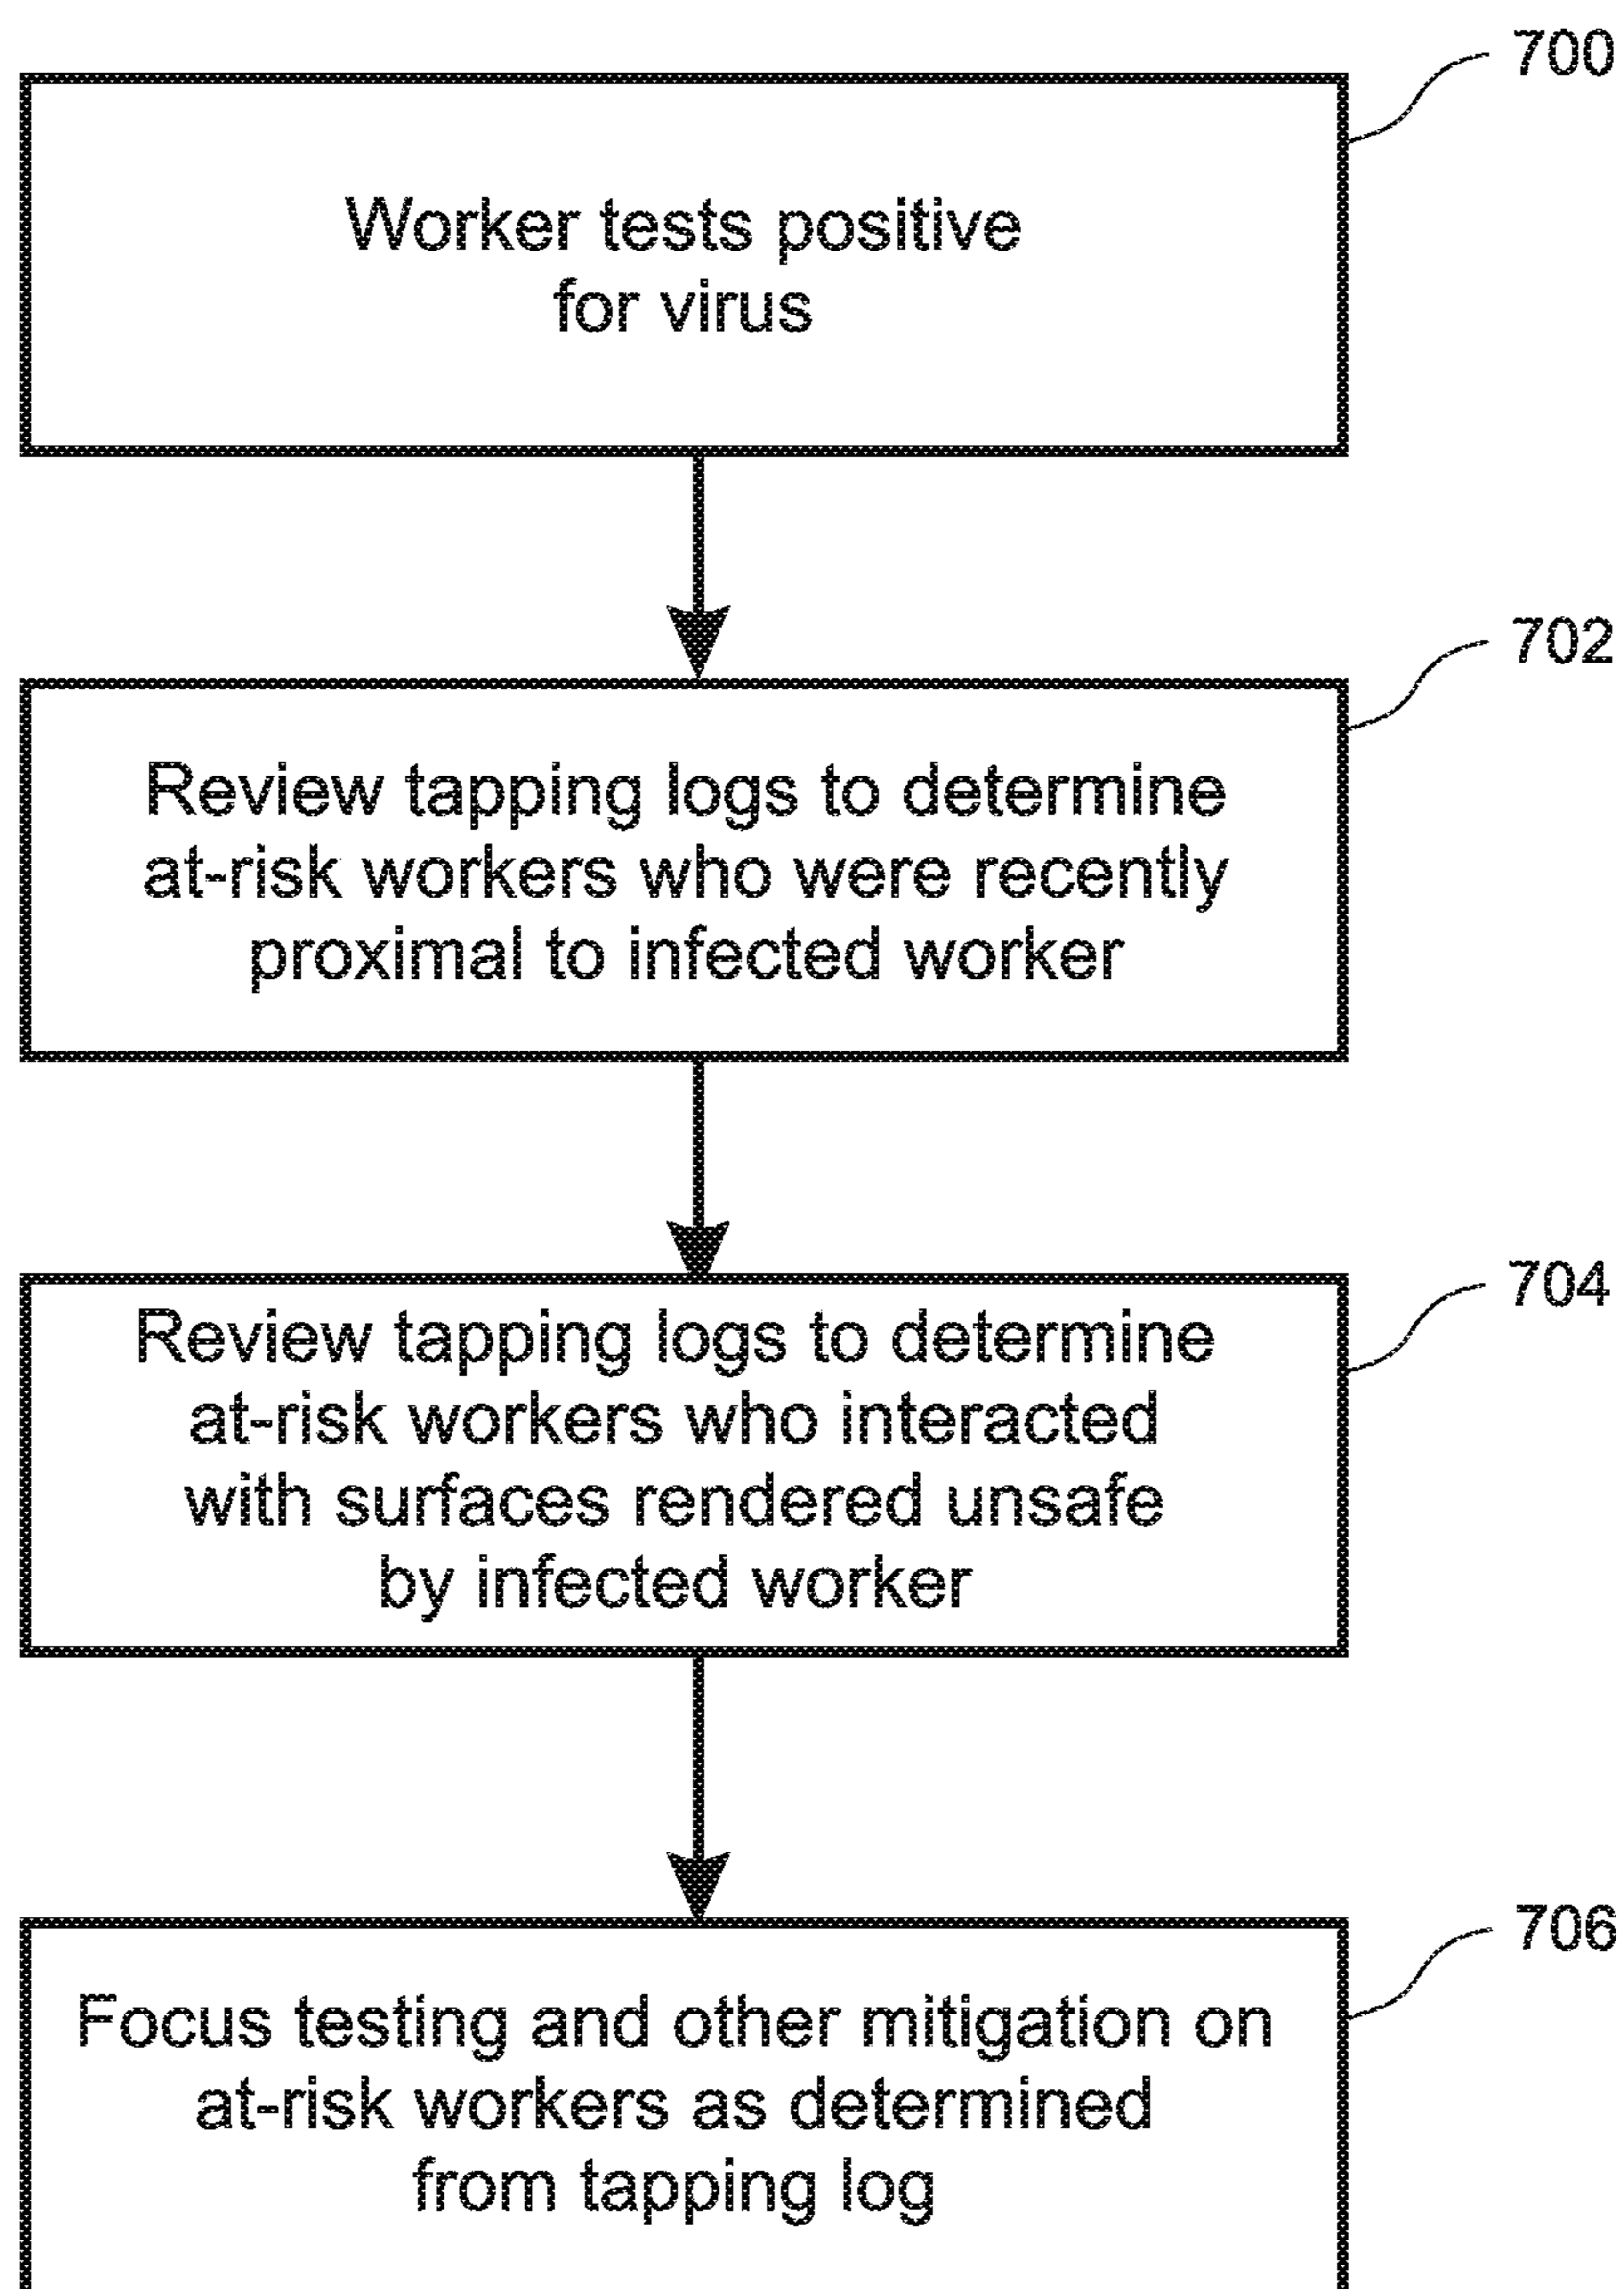 700
Worker tests positive
for virus
702
Review tapping logs to determine
at-risk workers who were recently
proximal to infected worker
704
Review tapping logs to determine
at-risk workers who interacted
with surfaces rendered unsafe
by infected worker
706
Focus testing and other mitigation on
at-risk workers as determined
from tapping log